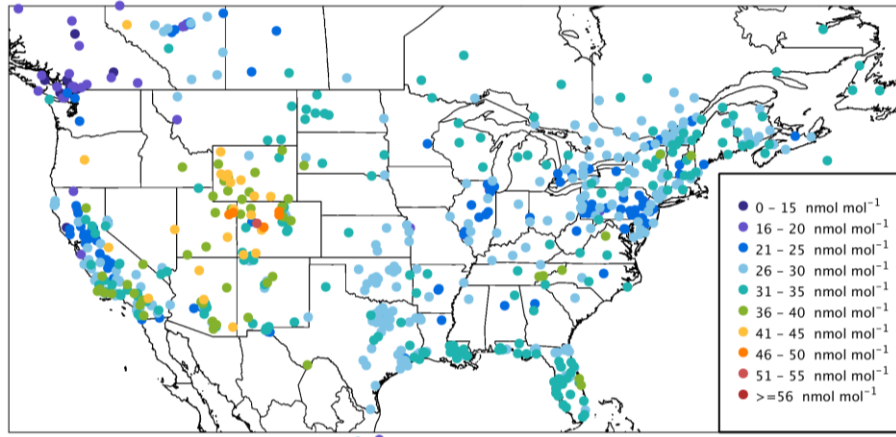 0 – 15 nmol mol⁻¹
16 – 20 nmol mol⁻¹
21 – 25 nmol mol⁻¹
26 – 30 nmol mol⁻¹
31 – 35 nmol mol⁻¹
36 – 40 nmol mol⁻¹
41 – 45 nmol mol⁻¹
46 – 50 nmol mol⁻¹
51 – 55 nmol mol⁻¹
>=56 nmol mol⁻¹